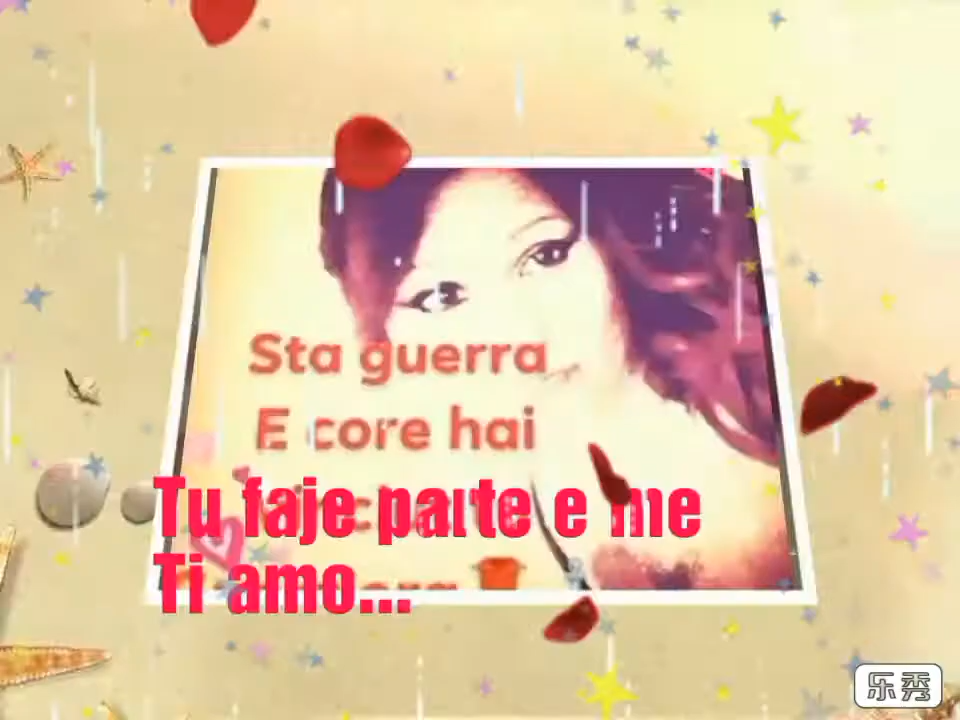 Sta guerra
E core hai
Tu faje parte e me
Ti amo...
乐秀